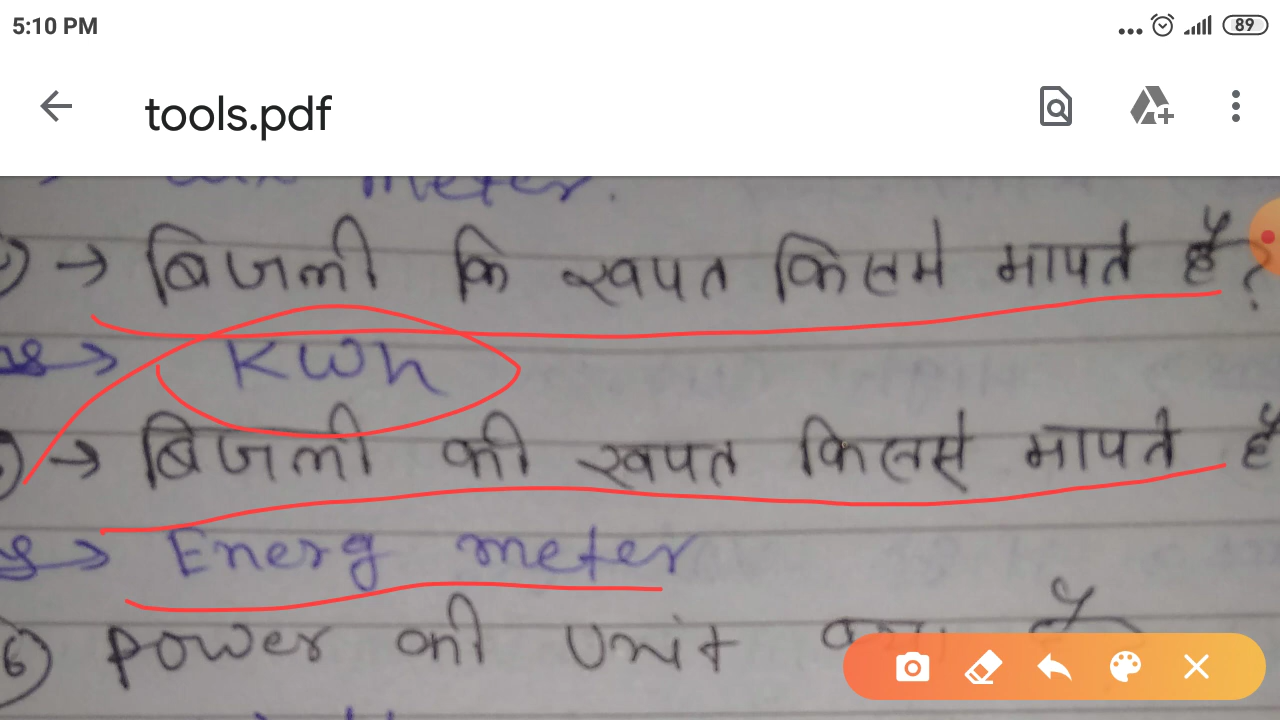 5:10 PM
89
tools.pdf
meter.
→ बिजली कि खपत किसमे मापते है?
→ KWh
→ बिजली की खपत किससे मापते है
→ Energ meter
6) Power की Unit